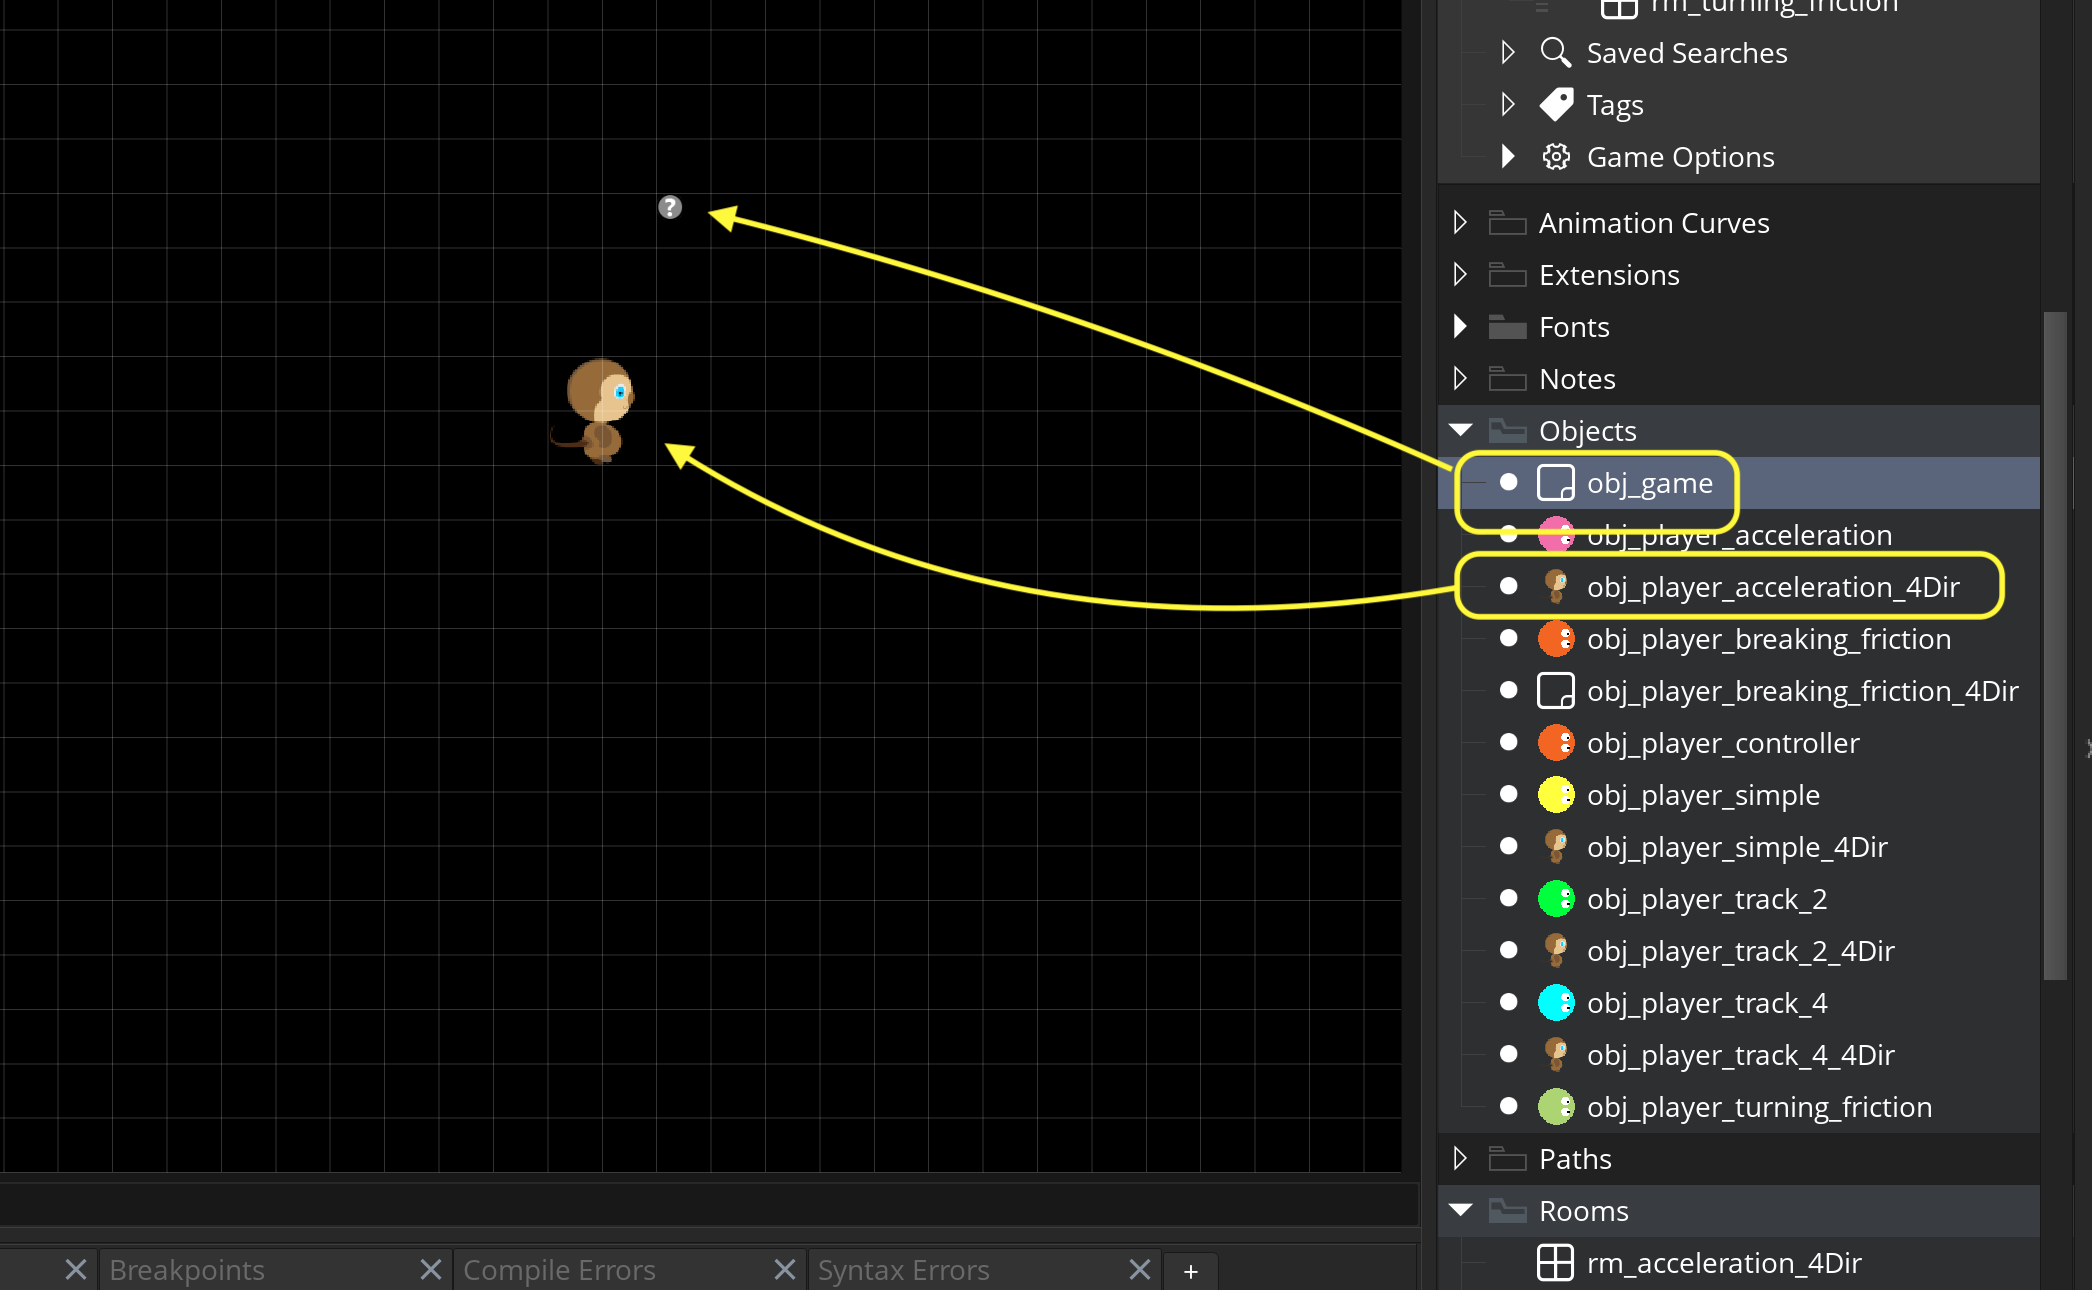 rm_turning_friction
Saved Searches
Tags
Game Options
Animation Curves
Extensions
Fonts
Notes
Objects
obj_game
obj_player_acceleration
obj_player_acceleration_4Dir
obj_player_breaking_friction
obj_player_breaking_friction_4Dir
obj_player_controller
obj_player_simple
obj_player_simple_4Dir
obj_player_track_2
obj_player_track_2_4Dir
obj_player_track_4
obj_player_track_4_4Dir
obj_player_turning_friction
Paths
Rooms
rm_acceleration_4Dir
?
Breakpoints
Compile Errors
Syntax Errors
+